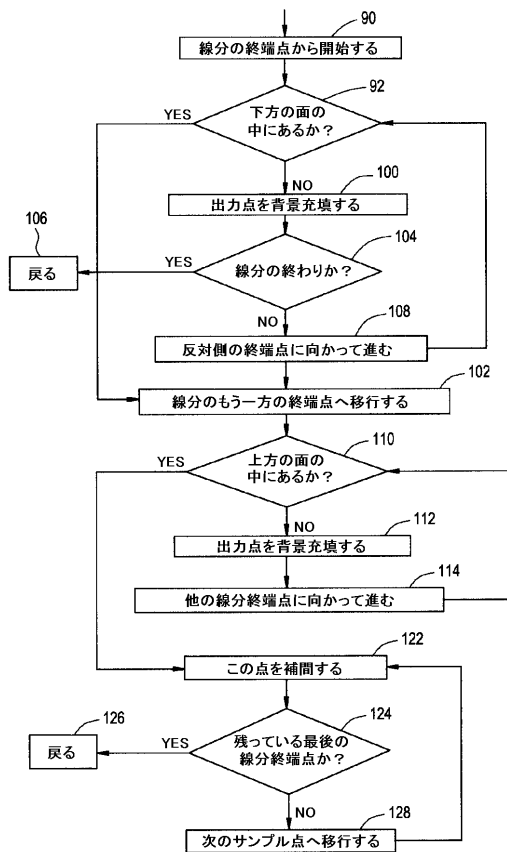 90
線分の終端点から開始する
92
YES
下方の面の
中にあるか？
NO
100
出力点を背景充填する
106
戻る
104
YES
線分の終わりか？
NO
108
反対側の終端点に向かって進む
102
線分のもう一方の終端点へ移行する
110
YES
上方の面の
中にあるか？
NO
112
出力点を背景充填する
114
他の線分終端点に向かって進む
122
この点を補間する
126
戻る
124
YES
残っている最後の
線分終端点か？
NO
128
次のサンプル点へ移行する